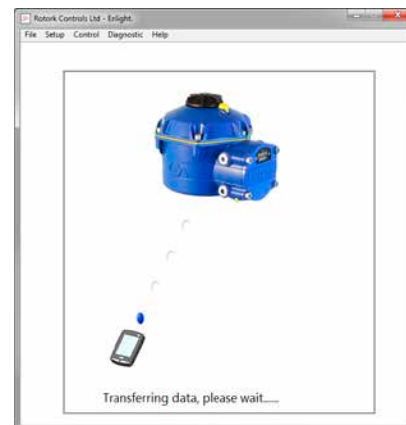 Rotork Controls Ltd - Enlight.
File Setup Control Diagnostic Help
Transferring data, please wait......